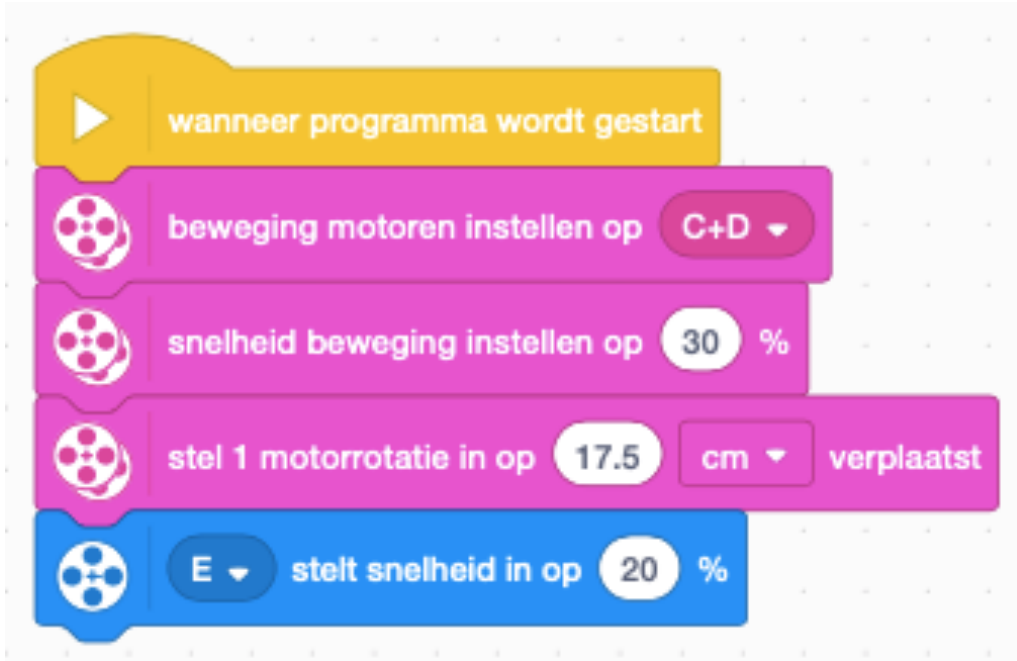 wanneer programma wordt gestart
beweging motoren instellen op C+D
snelheid beweging instellen op 30 %
stel 1 motorrotatie in op 17.5 cm verplaatst
E stelt snelheid in op 20 %